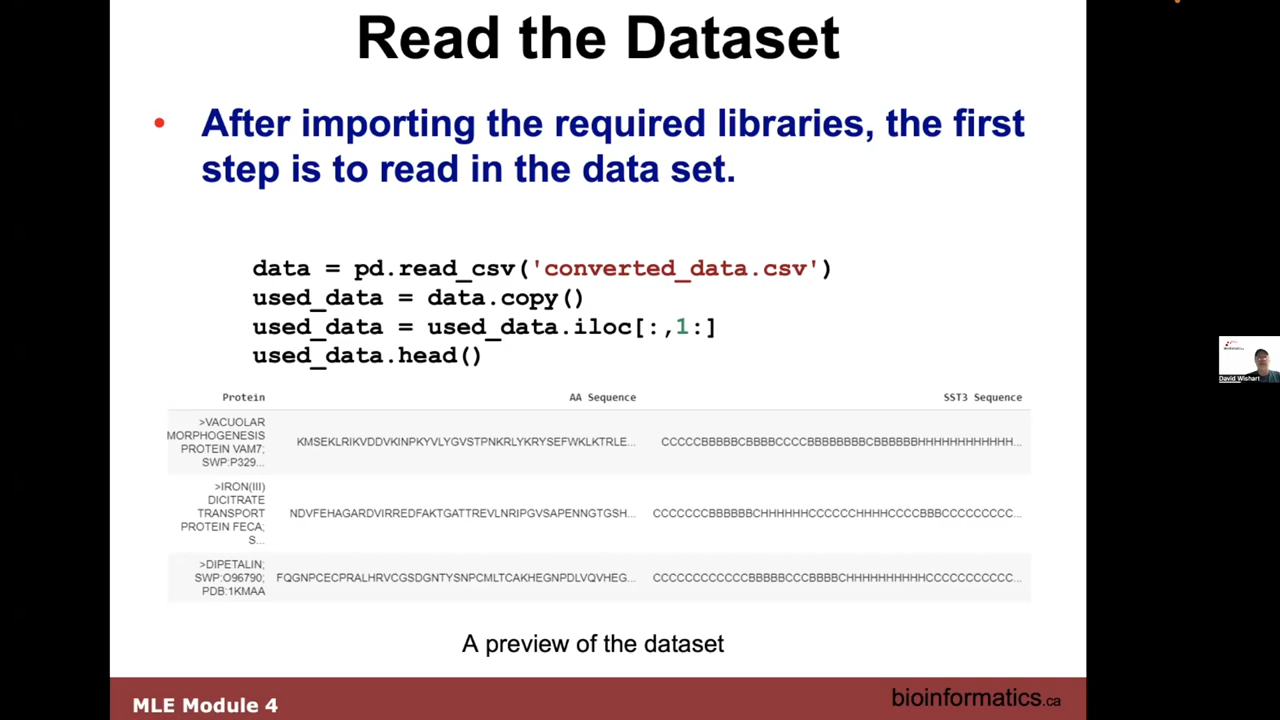 Read the Dataset
• After importing the required libraries, the first
step is to read in the data set.
data = pd.read_csv('converted_data.csv')
used_data = data.copy()
used_data = used_data.iloc[:,1:]
used_data.head()
Protein AA Sequence SST3 Sequence
>VACUOLAR
MORPHOGENESIS
PROTEIN VAM7;
SWP:P329...
KMSEKLRIKVDDVKINPKYVLYGVSTPNKRLYKRYSEFWKLKTRLE...
CCCCCBBBBBCBBBBCCCCBBBBBBBBCBBBBBBHHHHHHHHHHHH...
>IRON(III)
DICITRATE
TRANSPORT
PROTEIN FECA;
S...
NDVFEHAGARDVIRREDFAKTGATTREVLNRIPGVSAPENNGTGSH...
CCCCCCCBBBBBBCHHHHHHCCCCCCHHHHCCCCBBBCCCCCCCCC...
>DIPETALIN;
SWP:O96790;
PDB:1KMAA
FQGNPCECPRALHRVCGSDGNTYSNPCMLTCAKHEGNPDLVQVHEG...
CCCCCCCCCCCCBBBBBCCCBBBBCHHHHHHHHHHCCCCCCCCCCC...
A preview of the dataset
MLE Module 4
bioinformatics.ca
David Wishart